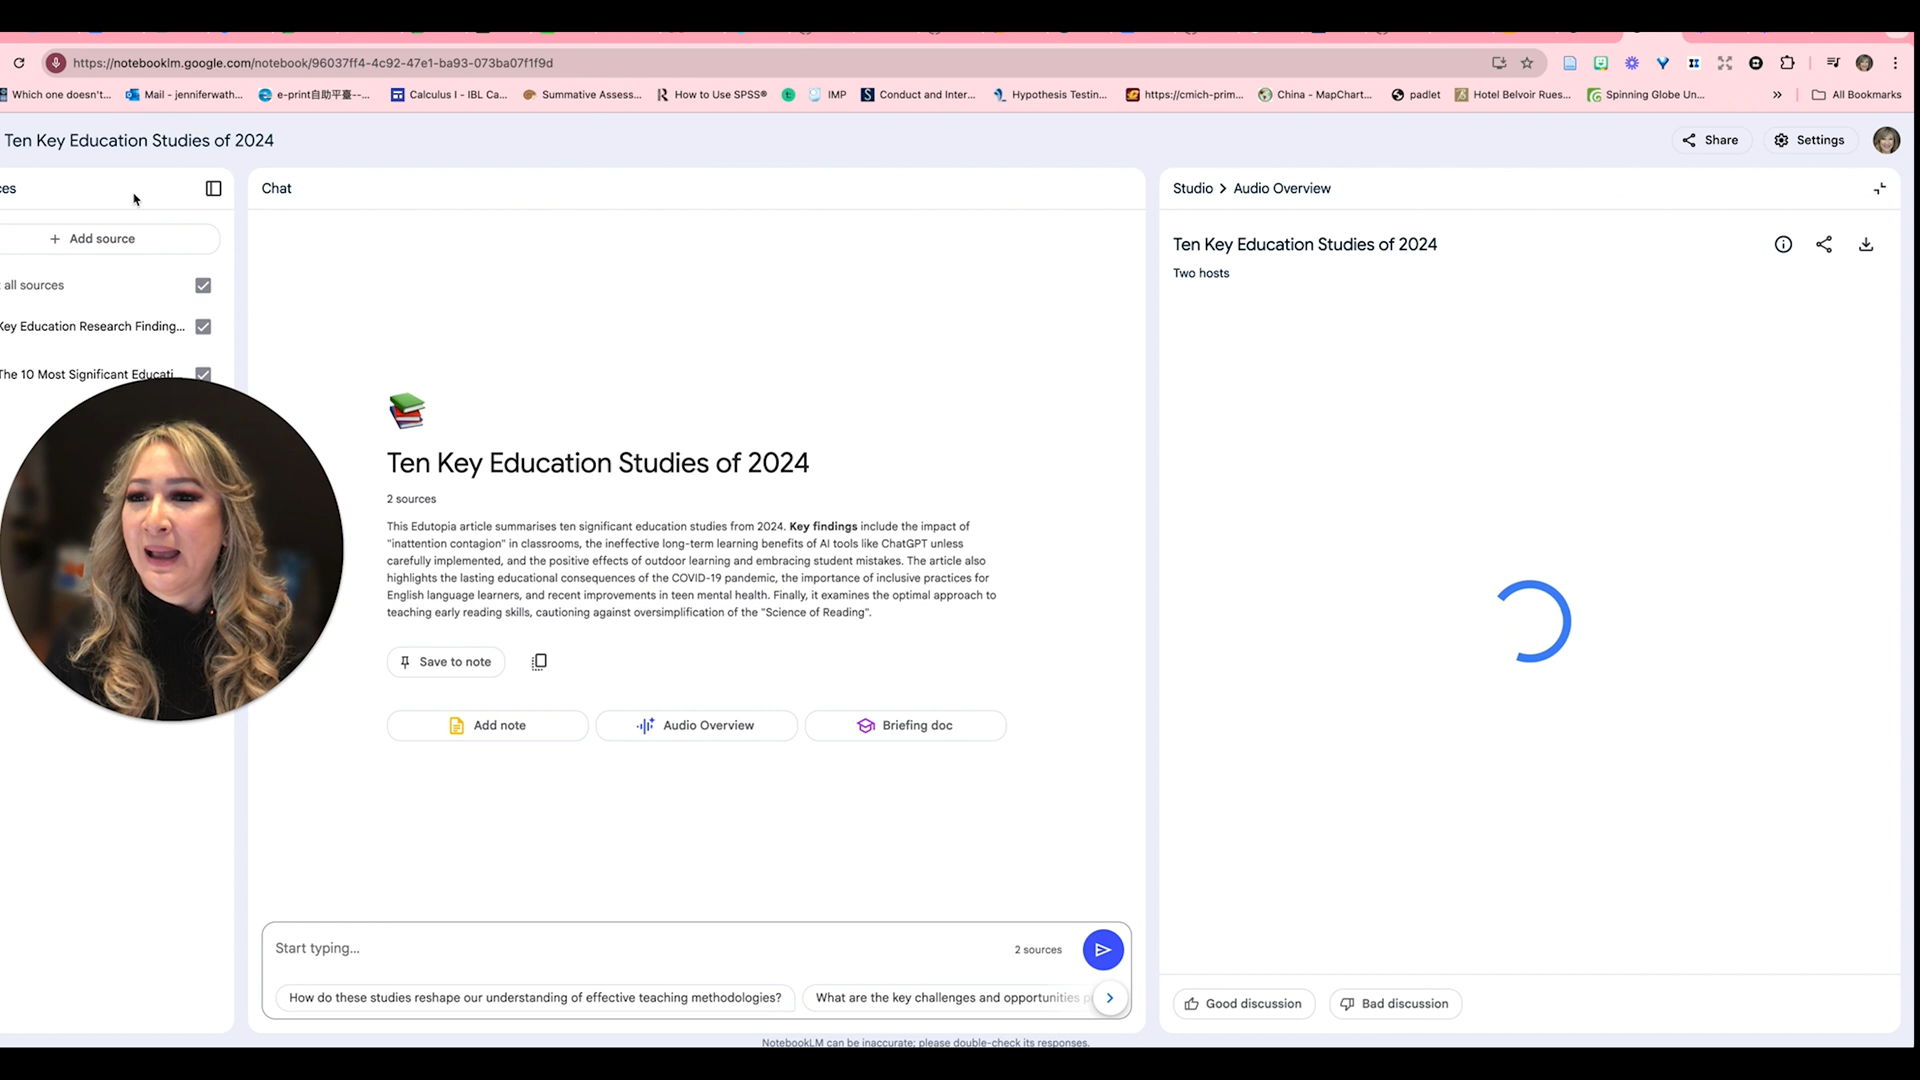 https://notebooklm.google.com/notebook/96037ff4-4c92-47e1-ba93-073ba07f1f9d
Which one doesn't... Mail - jenniferwath... e-print自助平臺--... Calculus I - IBL Ca... Summative Assess... How to Use SPSS® IMP Conduct and Inter... Hypothesis Testin... https://cmich-prim... China - MapChart... padlet Hotel Belvoir Rues... Spinning Globe Un... » All Bookmarks
Ten Key Education Studies of 2024
Share
Settings
ces
+ Add source
all sources
Key Education Research Finding...
The 10 Most Significant Educati...
Chat
Ten Key Education Studies of 2024
2 sources
This Edutopia article summarises ten significant education studies from 2024. Key findings include the impact of
"inattention contagion" in classrooms, the ineffective long-term learning benefits of AI tools like ChatGPT unless
carefully implemented, and the positive effects of outdoor learning and embracing student mistakes. The article also
highlights the lasting educational consequences of the COVID-19 pandemic, the importance of inclusive practices for
English language learners, and recent improvements in teen mental health. Finally, it examines the optimal approach to
teaching early reading skills, cautioning against oversimplification of the "Science of Reading".
Save to note
Add note
Audio Overview
Briefing doc
Start typing...
2 sources
How do these studies reshape our understanding of effective teaching methodologies?
What are the key challenges and opportunities p
Studio > Audio Overview
Ten Key Education Studies of 2024
Two hosts
Good discussion
Bad discussion
NotebookLM can be inaccurate; please double-check its responses.